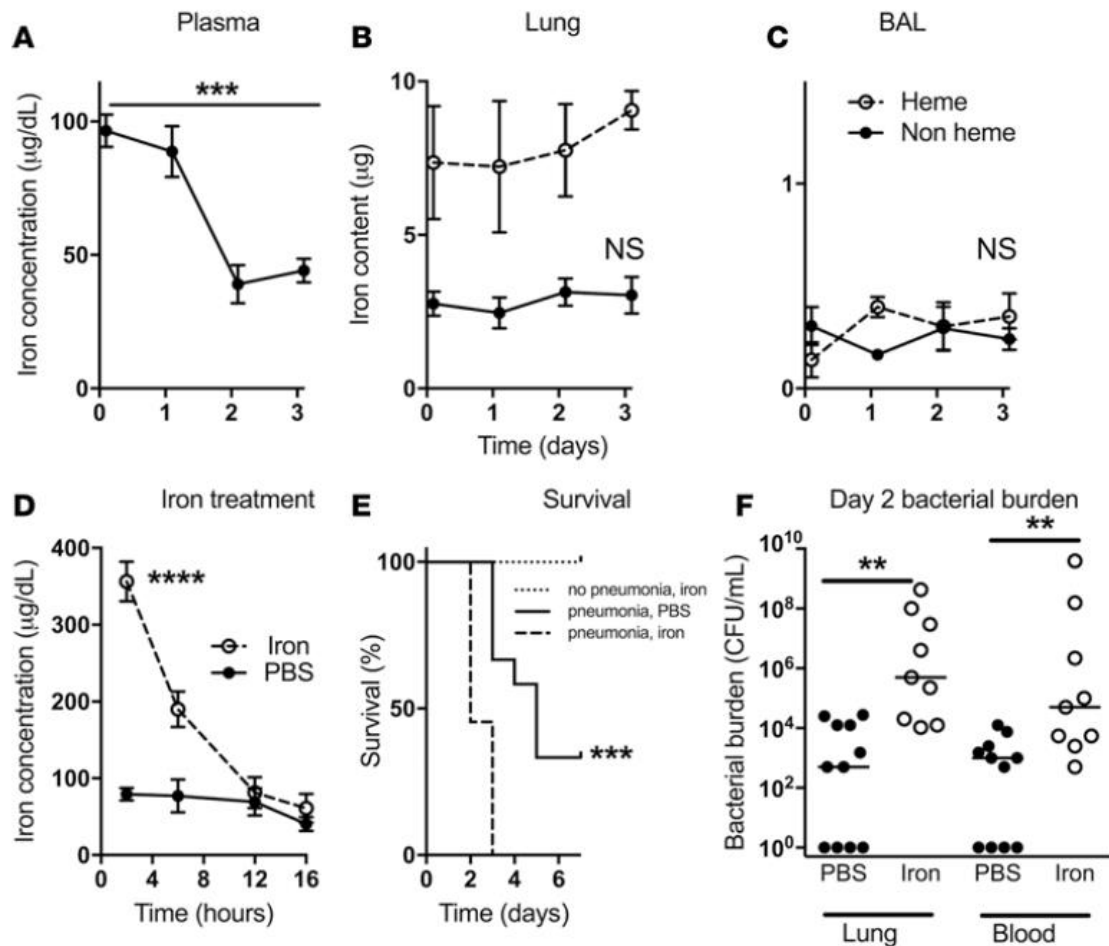 A Plasma
***
Iron concentration (μg/dL)
100
50
0
0 1 2 3
B Lung
Iron content (μg)
10
5
0
NS
0 1 2 3
Time (days)
C BAL
Heme
Non heme
1
0
NS
0 1 2 3
D Iron treatment
Iron concentration (μg/dL)
400
300
200
100
0
****
Iron
PBS
0 4 8 12 16
Time (hours)
E Survival
Survival (%)
100
50
0
no pneumonia, iron
pneumonia, PBS
pneumonia, iron
***
0 2 4 6
Time (days)
F Day 2 bacterial burden
Bacterial burden (CFU/mL)
10¹⁰
10⁸
10⁶
10⁴
10²
10⁰
**
**
PBS Iron PBS Iron
Lung Blood